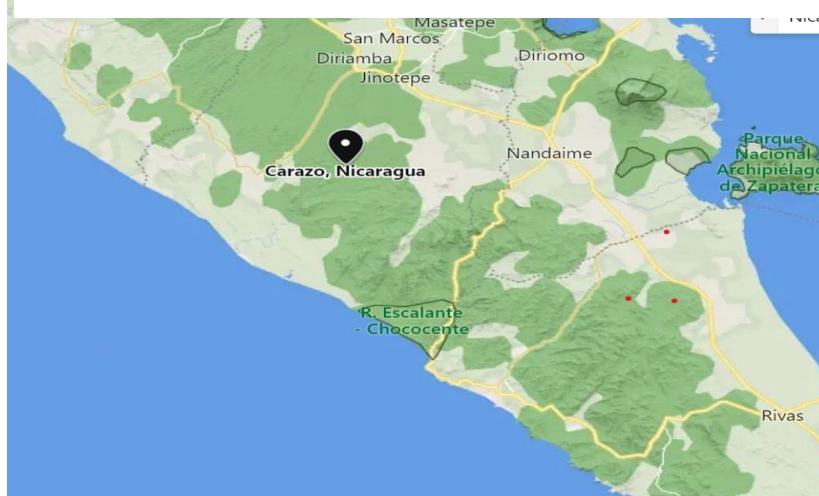 Masatepe
San Marcos
Diriamba
Diriomo
Jinotepe
Nandaime
Parque
Nacional
Archipiélago
de Zapatera
Carazo, Nicaragua
R. Escalante
- Chococente
Rivas